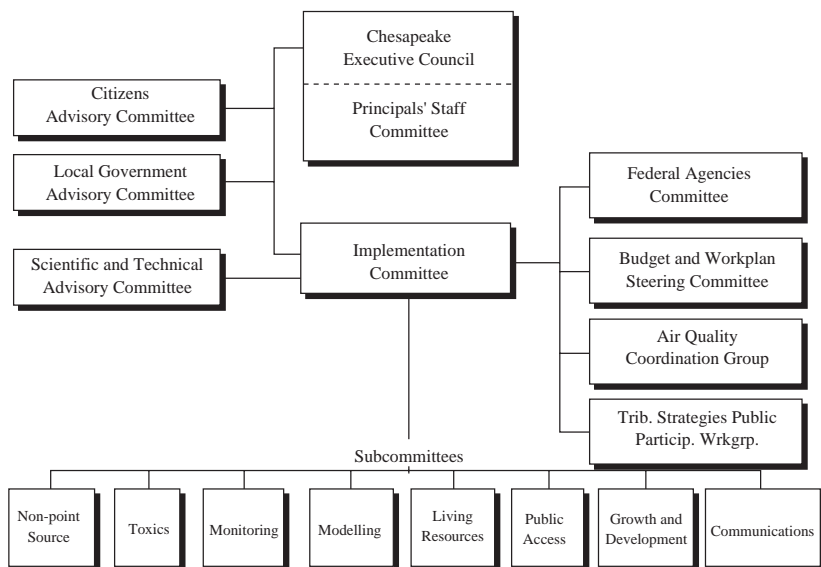 Chesapeake
Executive Council
Principals' Staff
Committee
Citizens
Advisory Committee
Local Government
Advisory Committee
Scientific and Technical
Advisory Committee
Implementation
Committee
Federal Agencies
Committee
Budget and Workplan
Steering Committee
Air Quality
Coordination Group
Trib. Strategies Public
Particip. Wrkgrp.
Subcommittees
Non-point
Source
Toxics
Monitoring
Modelling
Living
Resources
Public
Access
Growth and
Development
Communications